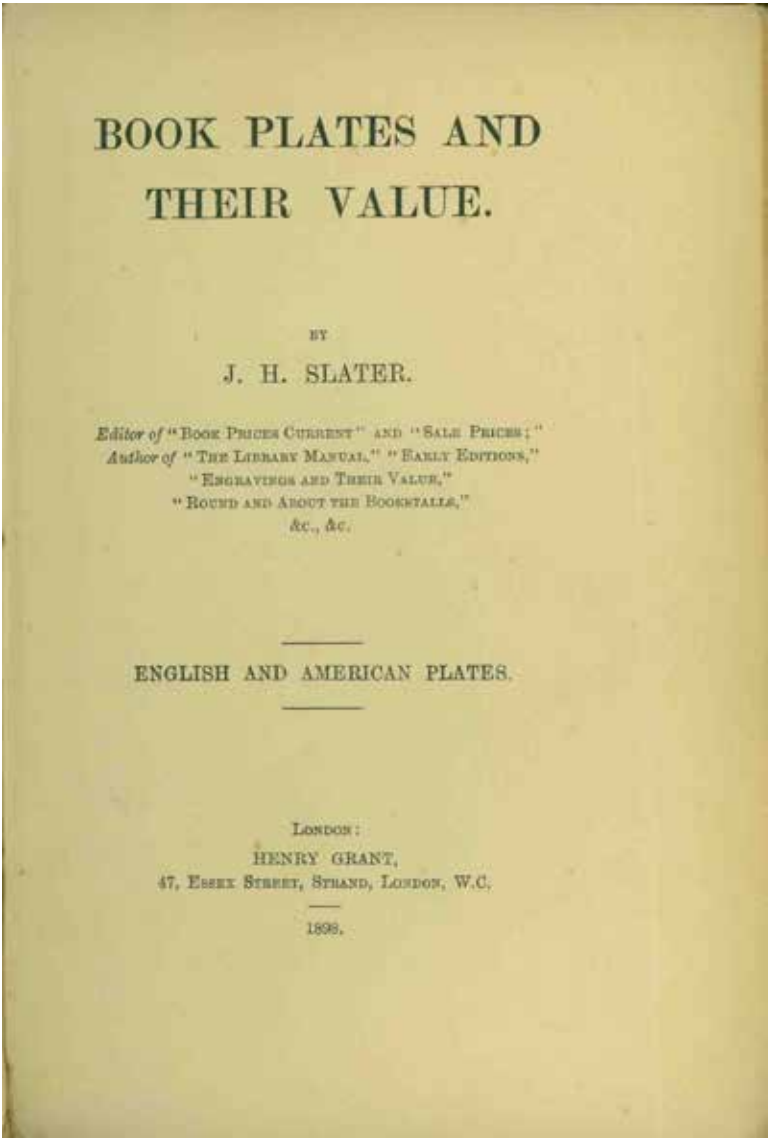 BOOK PLATES AND
THEIR VALUE.
BY
J. H. SLATER.
Editor of "BOOK PRICES CURRENT" AND "SALE PRICES;"
Author of "THE LIBRARY MANUAL," "EARLY EDITIONS,"
"ENGRAVINGS AND THEIR VALUE,"
"ROUND AND ABOUT THE BOOKSTALLS,"
&c., &c.
ENGLISH AND AMERICAN PLATES.
LONDON:
HENRY GRANT,
47, ESSEX STREET, STRAND, LONDON, W.C.
1898.